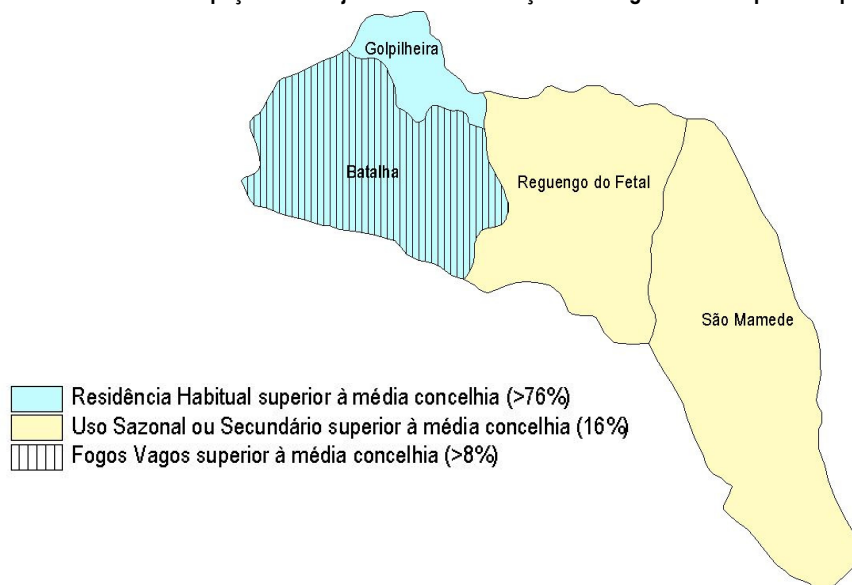 Golpilheira
Batalha
Reguengo do Fetal
São Mamede
Residência Habitual superior à média concelhia (>76%)
Uso Sazonal ou Secundário superior à média concelhia (16%)
Fogos Vagos superior à média concelhia (>8%)